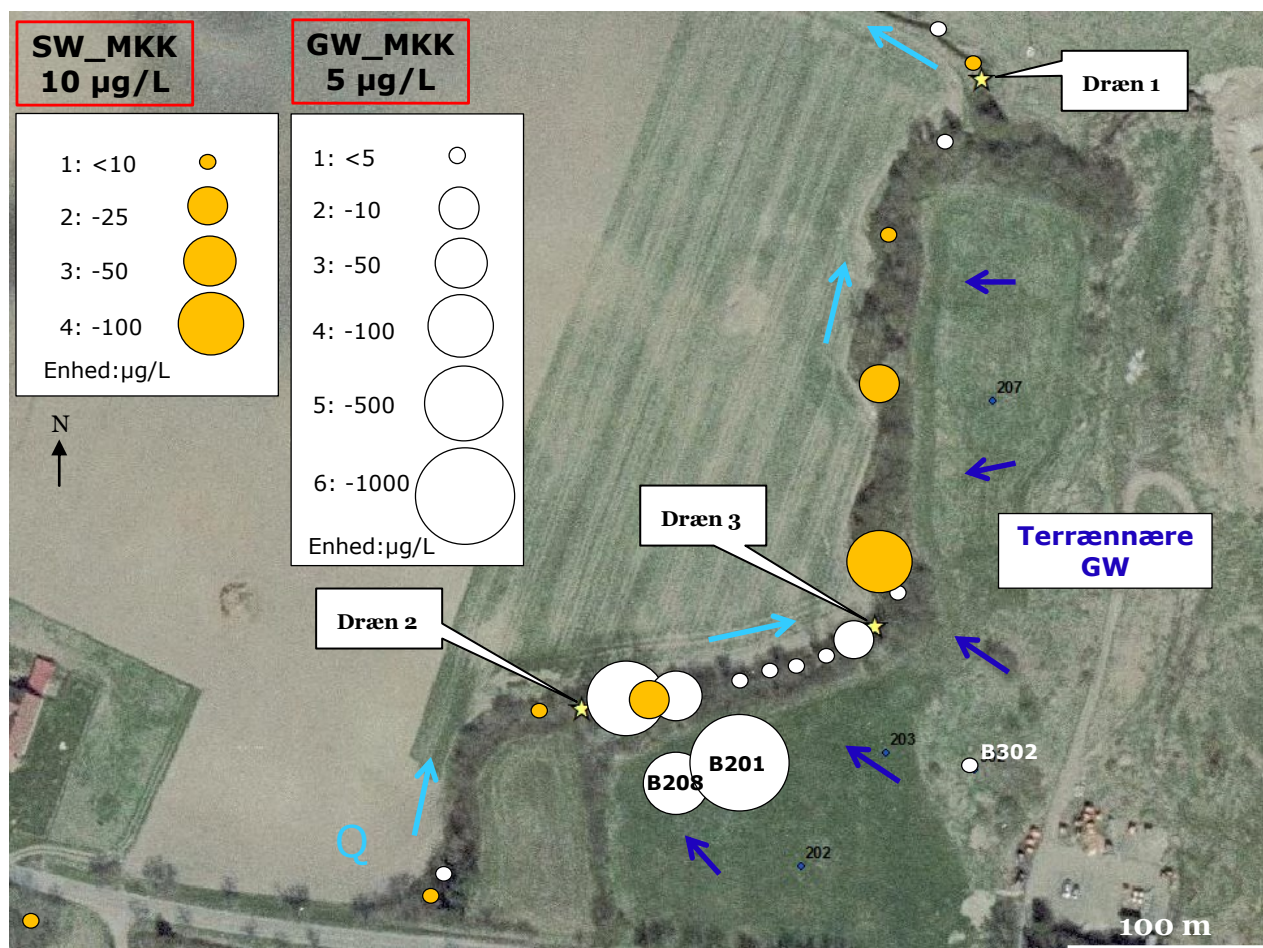 SW_MKK
10 µg/L
GW_MKK
5 µg/L
1: <10
2: -25
3: -50
4: -100
Enhed:µg/L
1: <5
2: -10
3: -50
4: -100
5: -500
6: -1000
Enhed:µg/L
N
Dræn 1
207
Dræn 3
Terrænnære
GW
Dræn 2
203
B302
B201
B208
Q
202
100 m